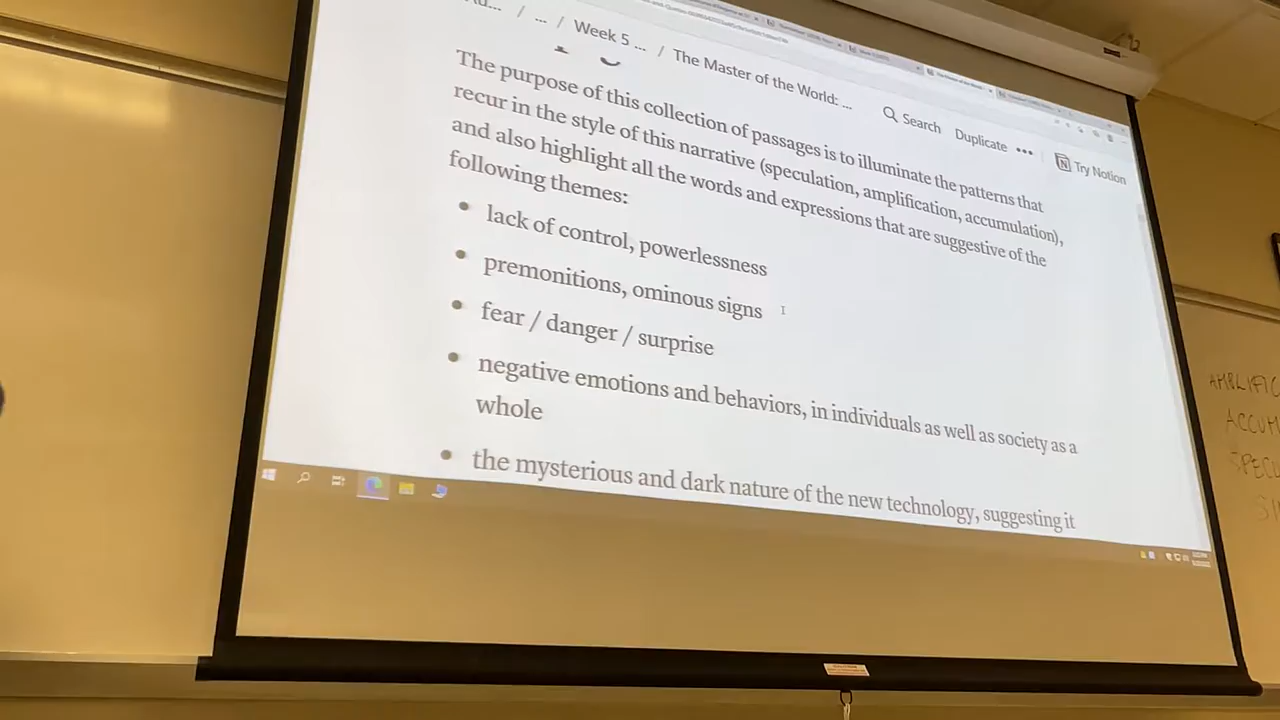 Week 5 ... / The Master of the World: ...
Search Duplicate ••• Try Notion
The purpose of this collection of passages is to illuminate the patterns that
recur in the style of this narrative (speculation, amplification, accumulation),
and also highlight all the words and expressions that are suggestive of the
following themes:
• lack of control, powerlessness
• premonitions, ominous signs
• fear / danger / surprise
• negative emotions and behaviors, in individuals as well as society as a
whole
• the mysterious and dark nature of the new technology, suggesting it
AMPLIFIC
ACCUM
SPEC